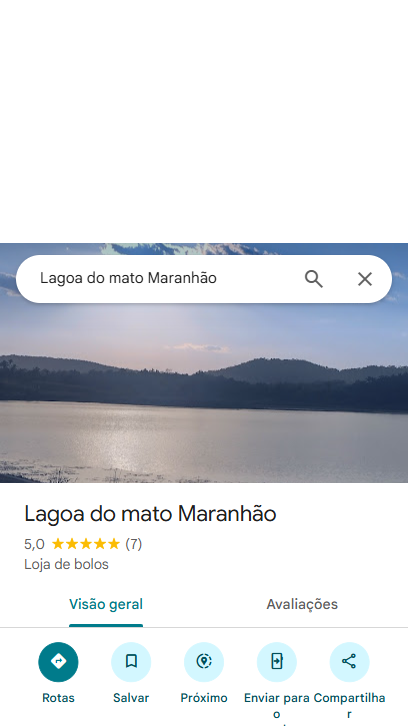 Lagoa do mato Maranhão
Lagoa do mato Maranhão
5,0 (7)
Loja de bolos
Visão geral Avaliações
Rotas Salvar Próximo Enviar para Compartilha
o r